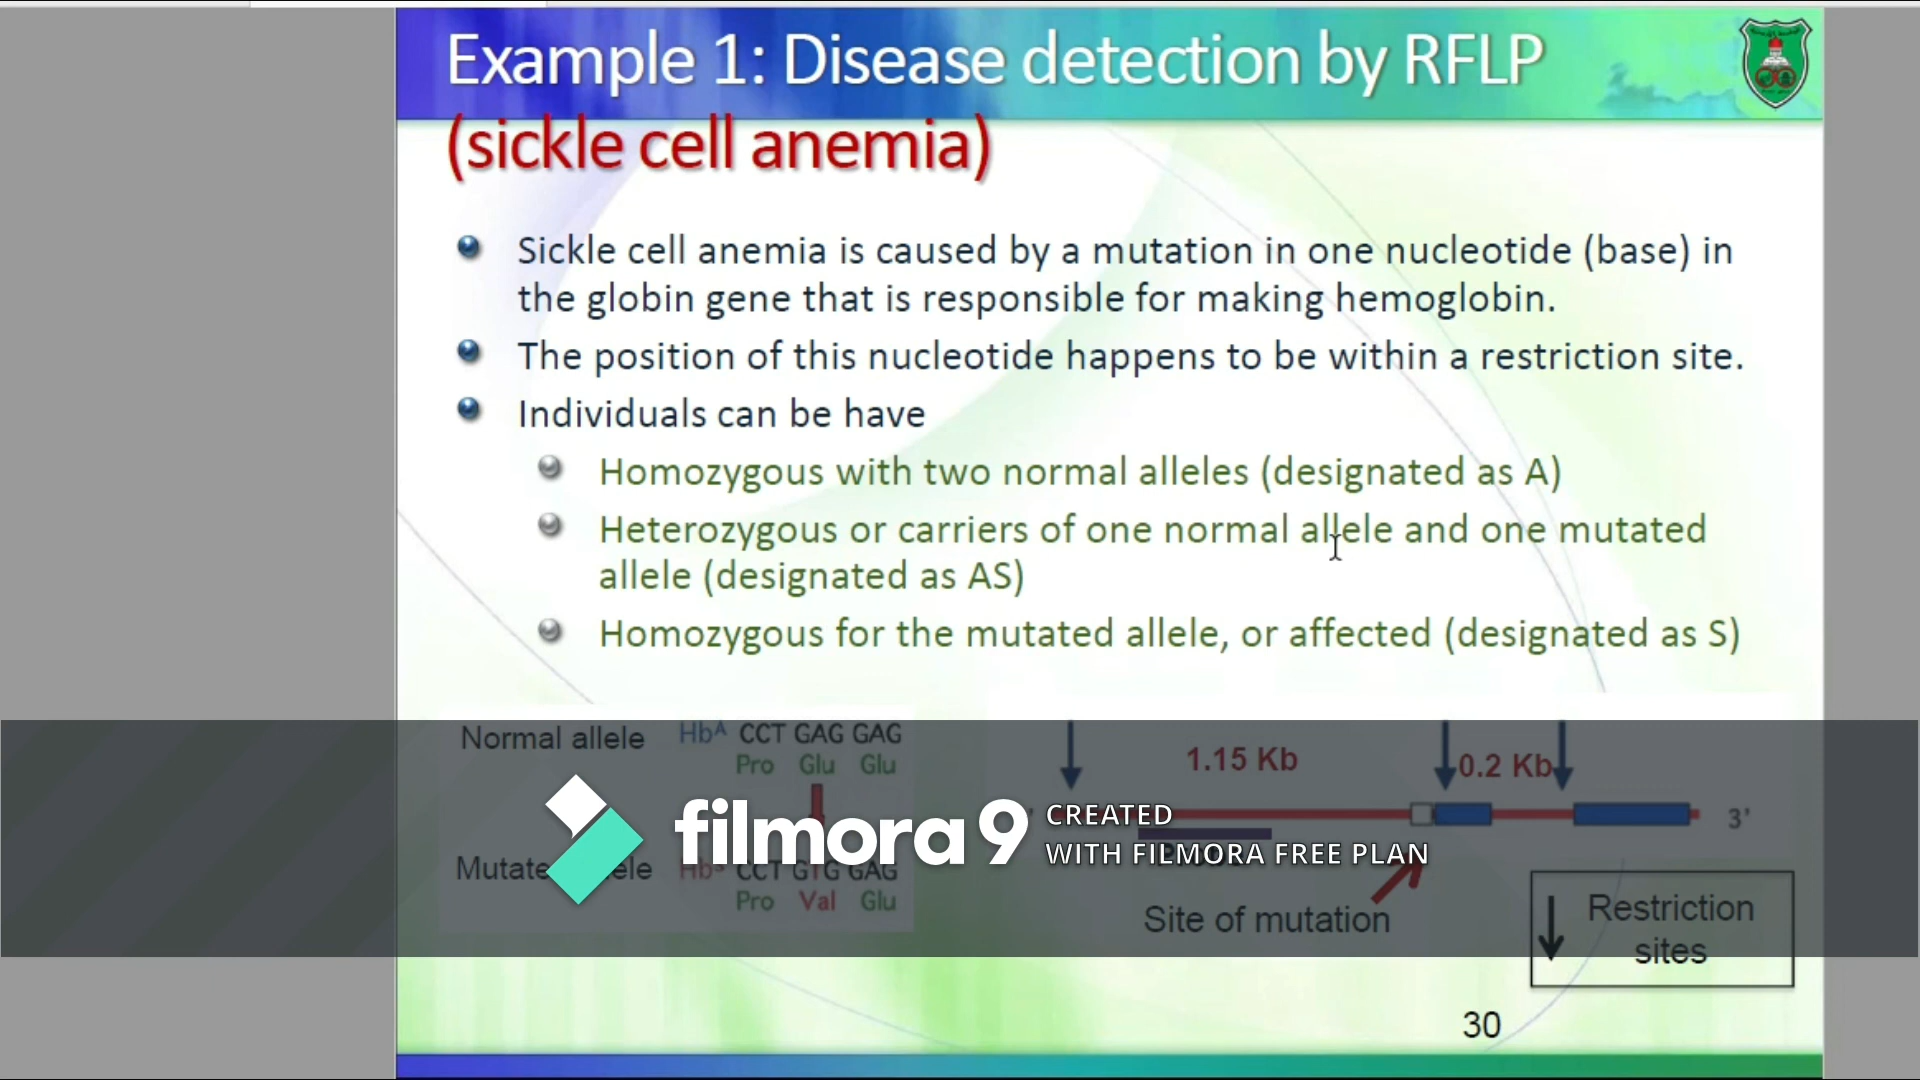 Example 1: Disease detection by RFLP
(sickle cell anemia)
Sickle cell anemia is caused by a mutation in one nucleotide (base) in
the globin gene that is responsible for making hemoglobin.
The position of this nucleotide happens to be within a restriction site.
Individuals can be have
Homozygous with two normal alleles (designated as A)
Heterozygous or carriers of one normal allele and one mutated
allele (designated as AS)
Homozygous for the mutated allele, or affected (designated as S)
Normal allele
Hbᴬ CCT GAG GAG
Pro Glu Glu
Hbˢ CCT GTG GAG
Pro Val Glu
1.15 Kb
0.2 Kb
3'
Site of mutation
Restriction
sites
filmora 9
CREATED
WITH FILMORA FREE PLAN
30